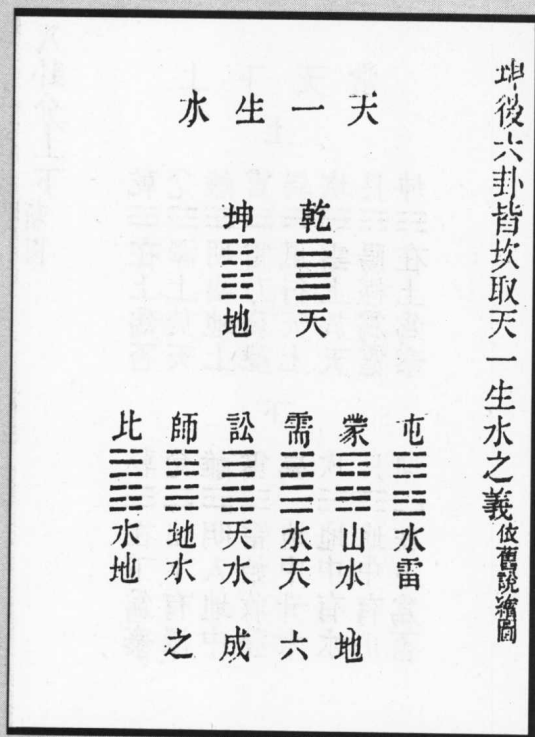 坤後六卦皆坎取天一生水之義依舊說繪圖
天一生水
乾天
坤地
屯水雷
蒙山水
需水天
訟天水
師地水
比水地
地六成之